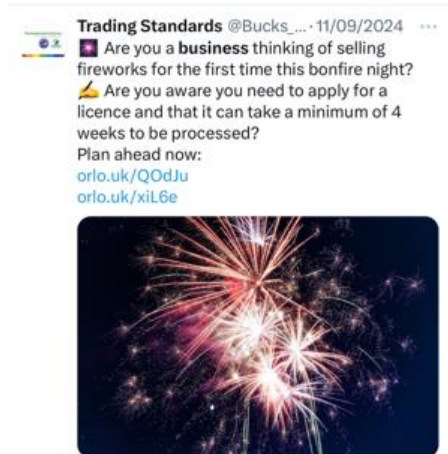 Trading Standards @Bucks_... · 11/09/2024 ...
🎆 Are you a business thinking of selling
fireworks for the first time this bonfire night?
✍️ Are you aware you need to apply for a
licence and that it can take a minimum of 4
weeks to be processed?
Plan ahead now:
orlo.uk/QOdJu
orlo.uk/xiL6e